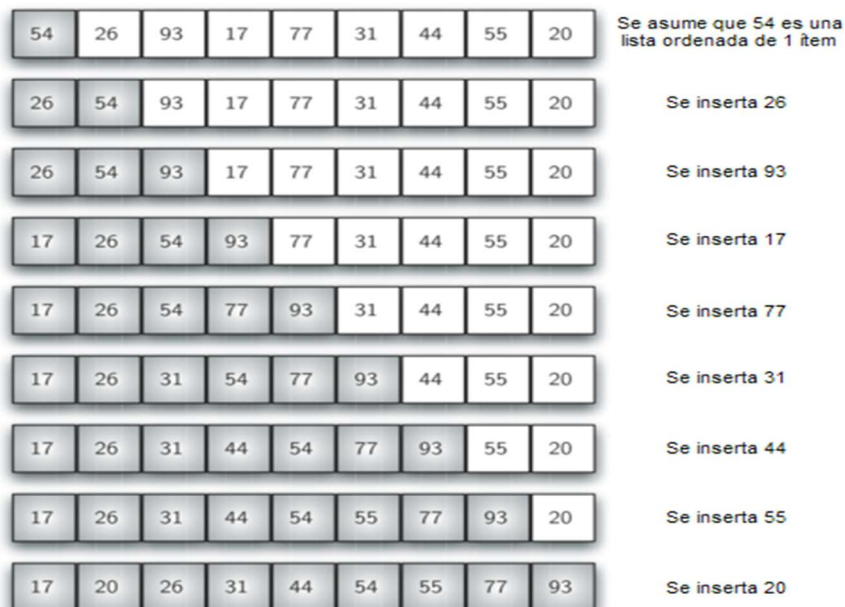 54 26 93 17 77 31 44 55 20
Se asume que 54 es una
lista ordenada de 1 ítem
26 54 93 17 77 31 44 55 20
Se inserta 26
26 54 93 17 77 31 44 55 20
Se inserta 93
17 26 54 93 77 31 44 55 20
Se inserta 17
17 26 54 77 93 31 44 55 20
Se inserta 77
17 26 31 54 77 93 44 55 20
Se inserta 31
17 26 31 44 54 77 93 55 20
Se inserta 44
17 26 31 44 54 55 77 93 20
Se inserta 55
17 20 26 31 44 54 55 77 93
Se inserta 20